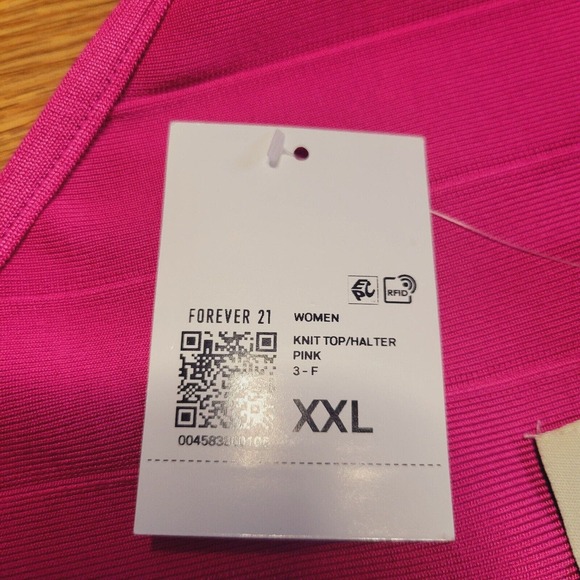 RFID
FOREVER 21
WOMEN
KNIT TOP/HALTER
PINK
3 - F
XXL